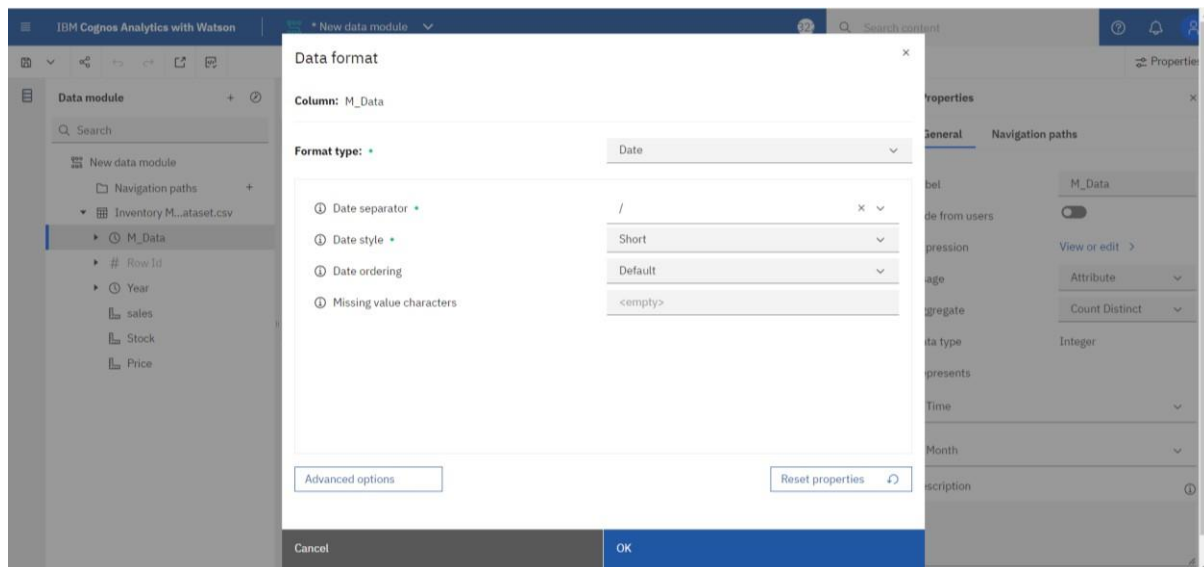 IBM Cognos Analytics with Watson
* New data module
Search content
Properties
Data module
Search
New data module
Navigation paths
Inventory M...ataset.csv
M_Data
# Row Id
Year
sales
Stock
Price
Data format
Column: M_Data
Format type:
Date
Date separator
/
Date style
Short
Date ordering
Default
Missing value characters
<empty>
Advanced options
Reset properties
Cancel
OK
roperties
General
Navigation paths
bel
M_Data
de from users
pression
View or edit >
age
Attribute
gregate
Count Distinct
ta type
Integer
presents
Time
Month
scription